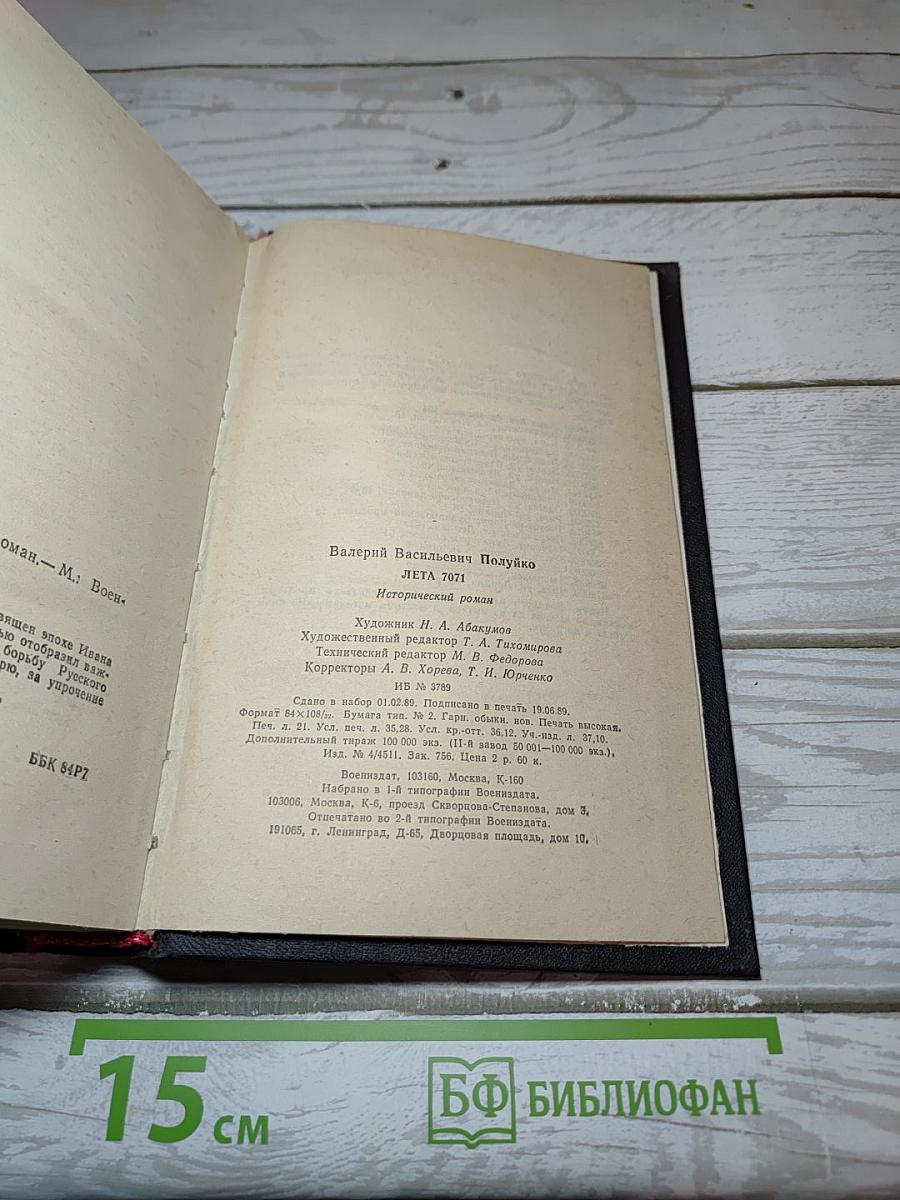 роман.— М.: Воен-
священ эпохе Ивана
ью отобразил важ-
борьбу Русского
рю, за упрочение
ББК 84Р7
Валерий Васильевич Полуйко
ЛЕТА 7071
Исторический роман
Художник Н. А. Абакумов
Художественный редактор Т. А. Тихомирова
Технический редактор М. В. Федорова
Корректоры А. В. Хорева, Т. И. Юрченко
ИБ № 3789
Сдано в набор 01.02.89. Подписано в печать 19.06.89.
Формат 84×108/32. Бумага тип. № 2. Гарн. обыкн. нов. Печать высокая.
Печ. л. 21. Усл. печ. л. 35,28. Усл. кр.-отт. 36,12. Уч.-изд. л. 37,10.
Дополнительный тираж 100 000 экз. (II-й завод 50 001—100 000 экз.).
Изд. № 4/4511. Зак. 756. Цена 2 р. 60 к.
Воениздат, 103160, Москва, К-160
Набрано в 1-й типографии Воениздата.
103006, Москва, К-6, проезд Скворцова-Степанова, дом 3.
Отпечатано во 2-й типографии Воениздата.
191065, г. Ленинград, Д-65, Дворцовая площадь, дом 10.
15 см
БФ БИБЛИОФАН